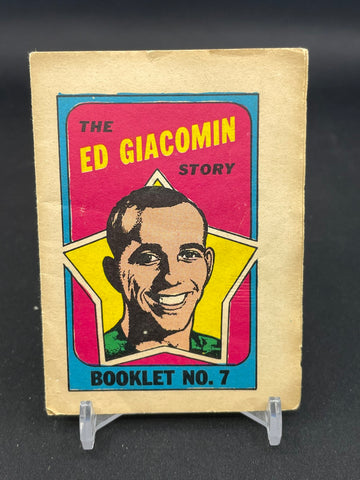 THE
ED GIACOMIN
STORY
BOOKLET NO. 7